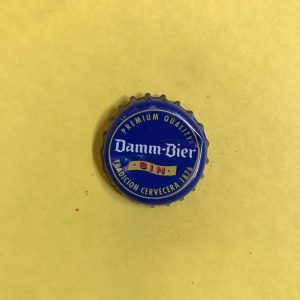 PREMIUM QUALITY
Damm-Bier
SIN
TRADICION CERVECERA 1876